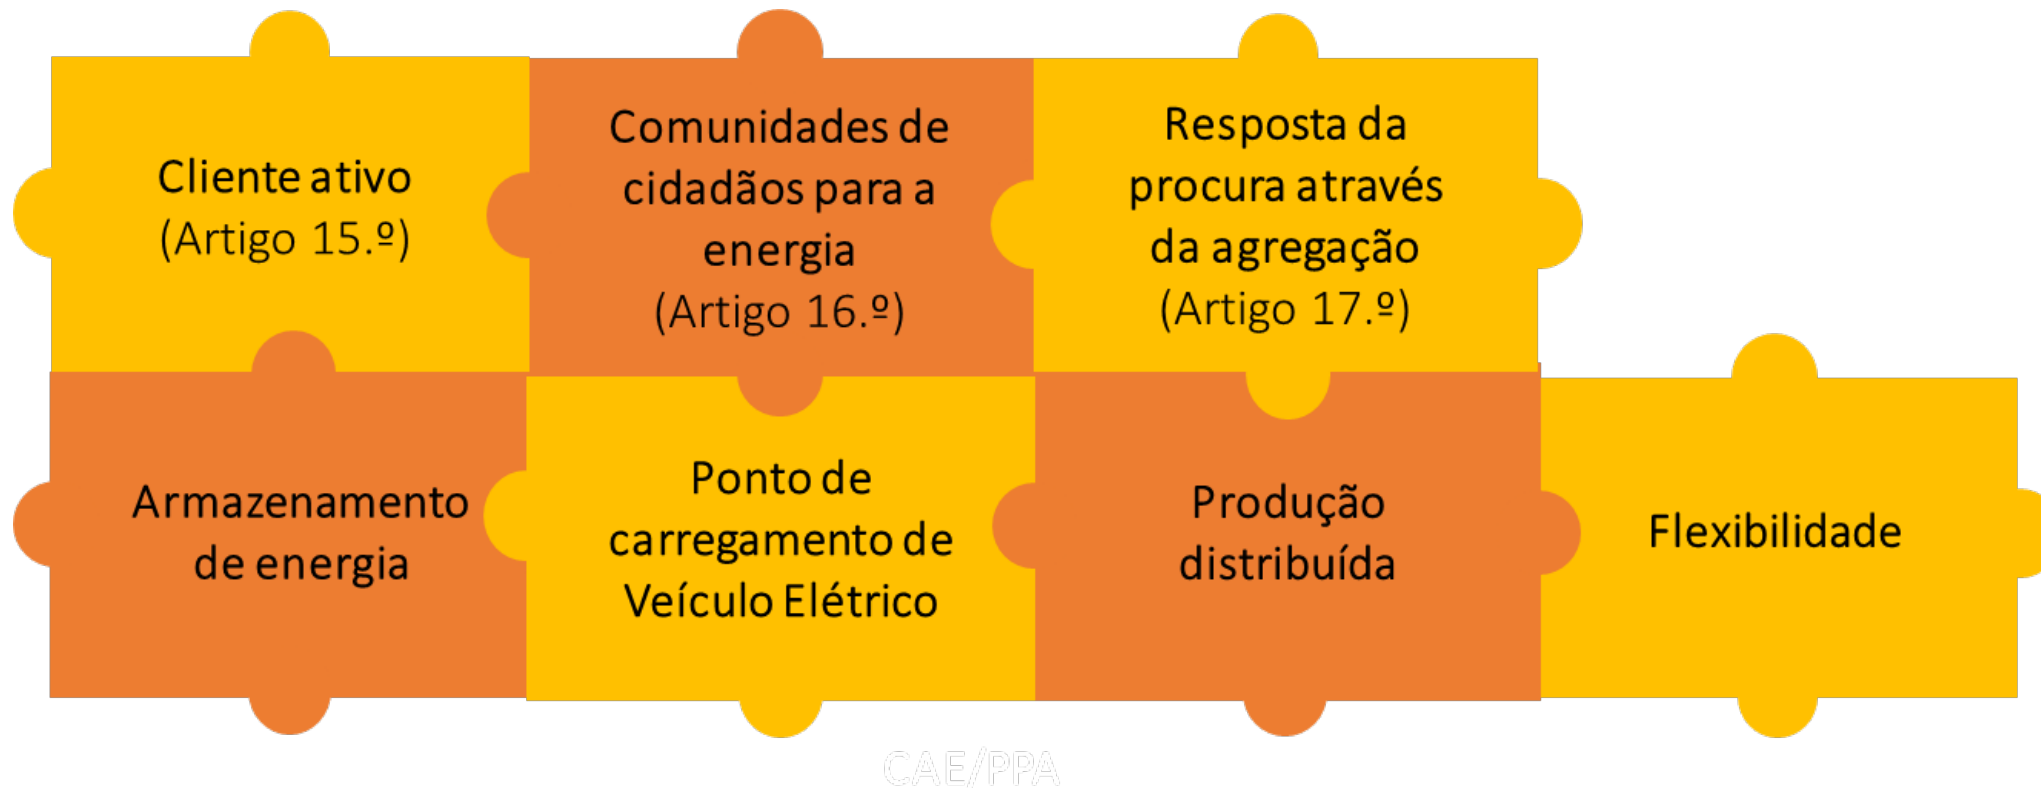 Cliente ativo
(Artigo 15.º)
Comunidades de
cidadãos para a
energia
(Artigo 16.º)
Resposta da
procura através
da agregação
(Artigo 17.º)
Armazenamento
de energia
Ponto de
carregamento de
Veículo Elétrico
Produção
distribuída
Flexibilidade
CAE/PPA